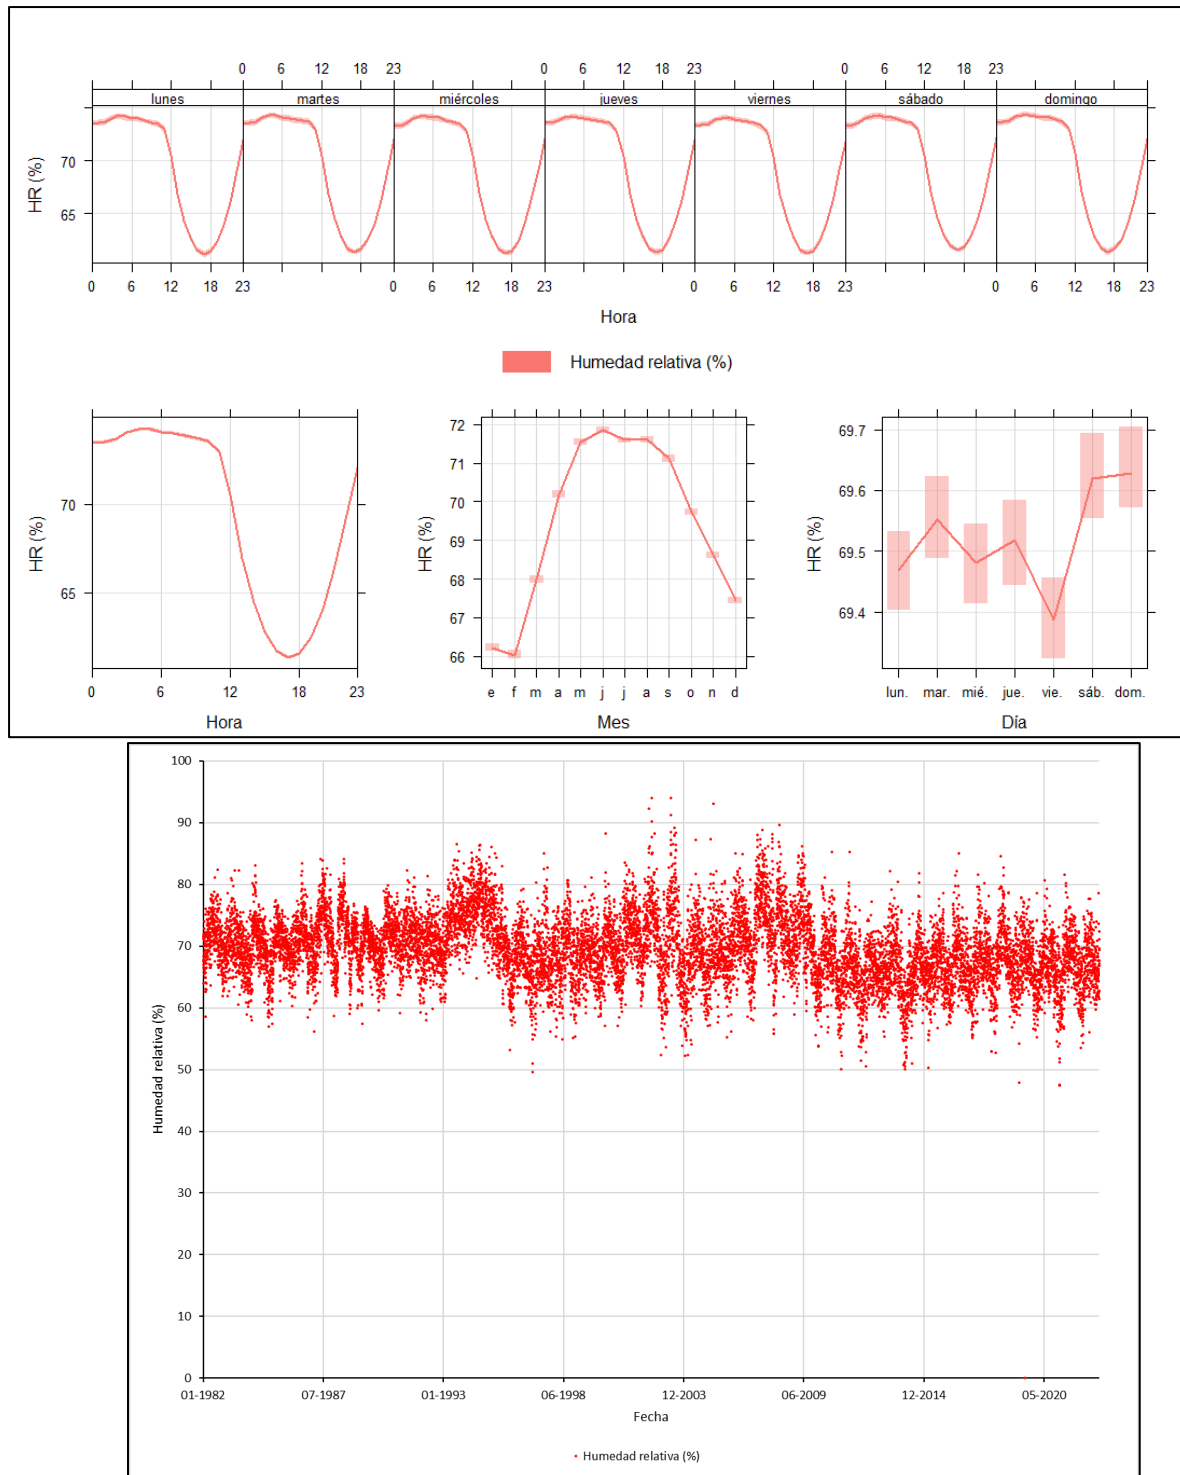 0 6 12 18 23 0 6 12 18 23 0 6 12 18 23
lunes martes miércoles jueves viernes sábado domingo
HR (%)
70
65
0 6 12 18 0 6 12 18 0 6 12 18 23
23 23
Hora
Humedad relativa (%)
HR (%)
70
65
0 6 12 18 23
Hora
HR (%)
72
71
70
69
68
67
66
e f m a m j j a s o n d
Mes
HR (%)
69.7
69.6
69.5
69.4
lun. mar. mié. jue. vie. sáb. dom.
Día
Humedad relativa (%)
100
90
80
70
60
50
40
30
20
10
0
01-1982 07-1987 01-1993 06-1998 12-2003 06-2009 12-2014 05-2020
Fecha
Humedad relativa (%)